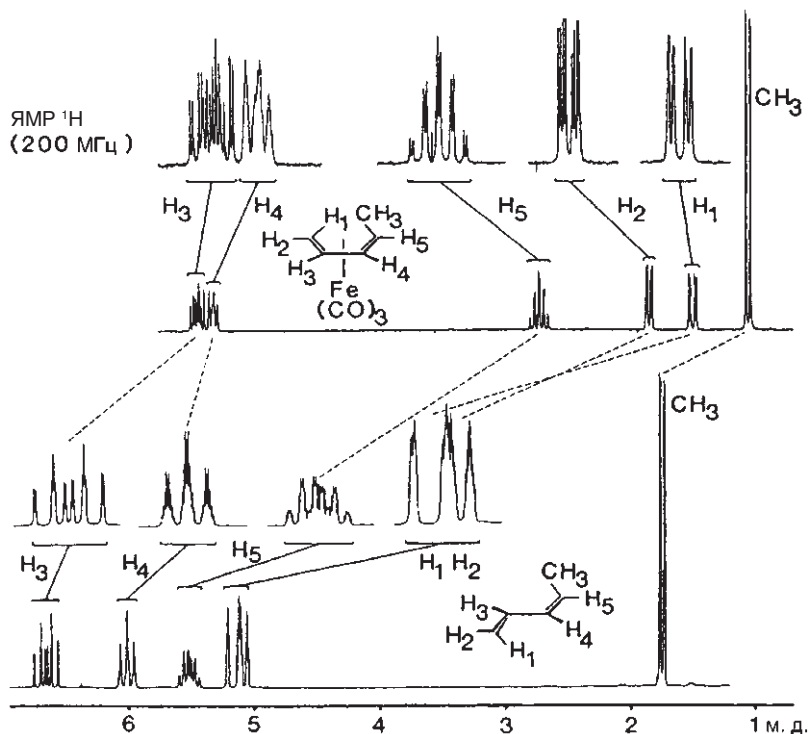 ЯМР ¹H
(200 МГц)
CH₃
H₃ H₄ H₅ H₂ H₁
H₁ CH₃
H₂ H₅
H₃ H₄
Fe
(CO)₃
CH₃
H₃ H₄ H₅ H₁ H₂
CH₃
H₃ H₅
H₂ H₄
H₁
6 5 4 3 2 1 м. д.